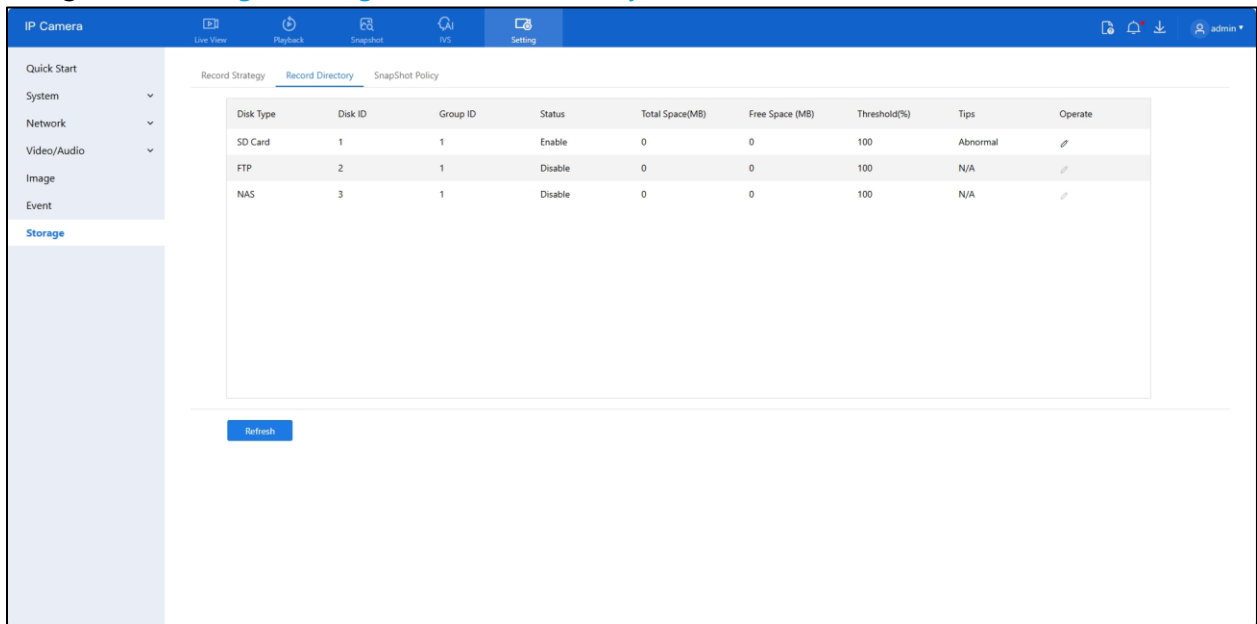 IP Camera
Live View Playback Snapshot IVS Setting
admin
Quick Start
System
Network
Video/Audio
Image
Event
Storage
Record Strategy Record Directory SnapShot Policy
Disk Type Disk ID Group ID Status Total Space(MB) Free Space (MB) Threshold(%) Tips Operate
SD Card 1 1 Enable 0 0 100 Abnormal
FTP 2 1 Disable 0 0 100 N/A
NAS 3 1 Disable 0 0 100 N/A
Refresh